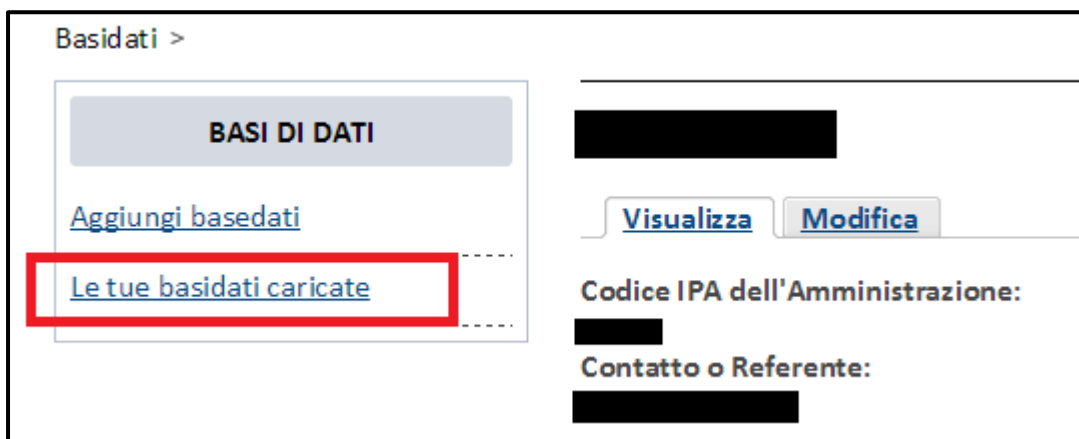 Basidati >
BASI DI DATI
Aggiungi basedati
Le tue basidati caricate
Visualizza Modifica
Codice IPA dell'Amministrazione:
Contatto o Referente: